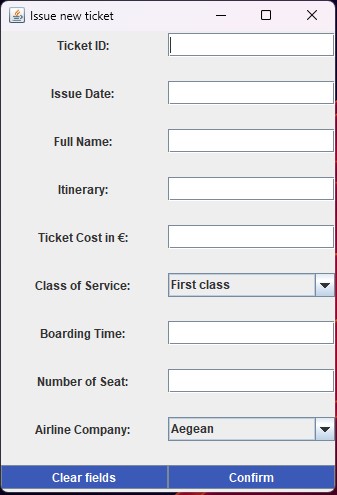 Issue new ticket
Ticket ID:
Issue Date:
Full Name:
Itinerary:
Ticket Cost in €:
Class of Service: First class
Boarding Time:
Number of Seat:
Airline Company: Aegean
Clear fields Confirm